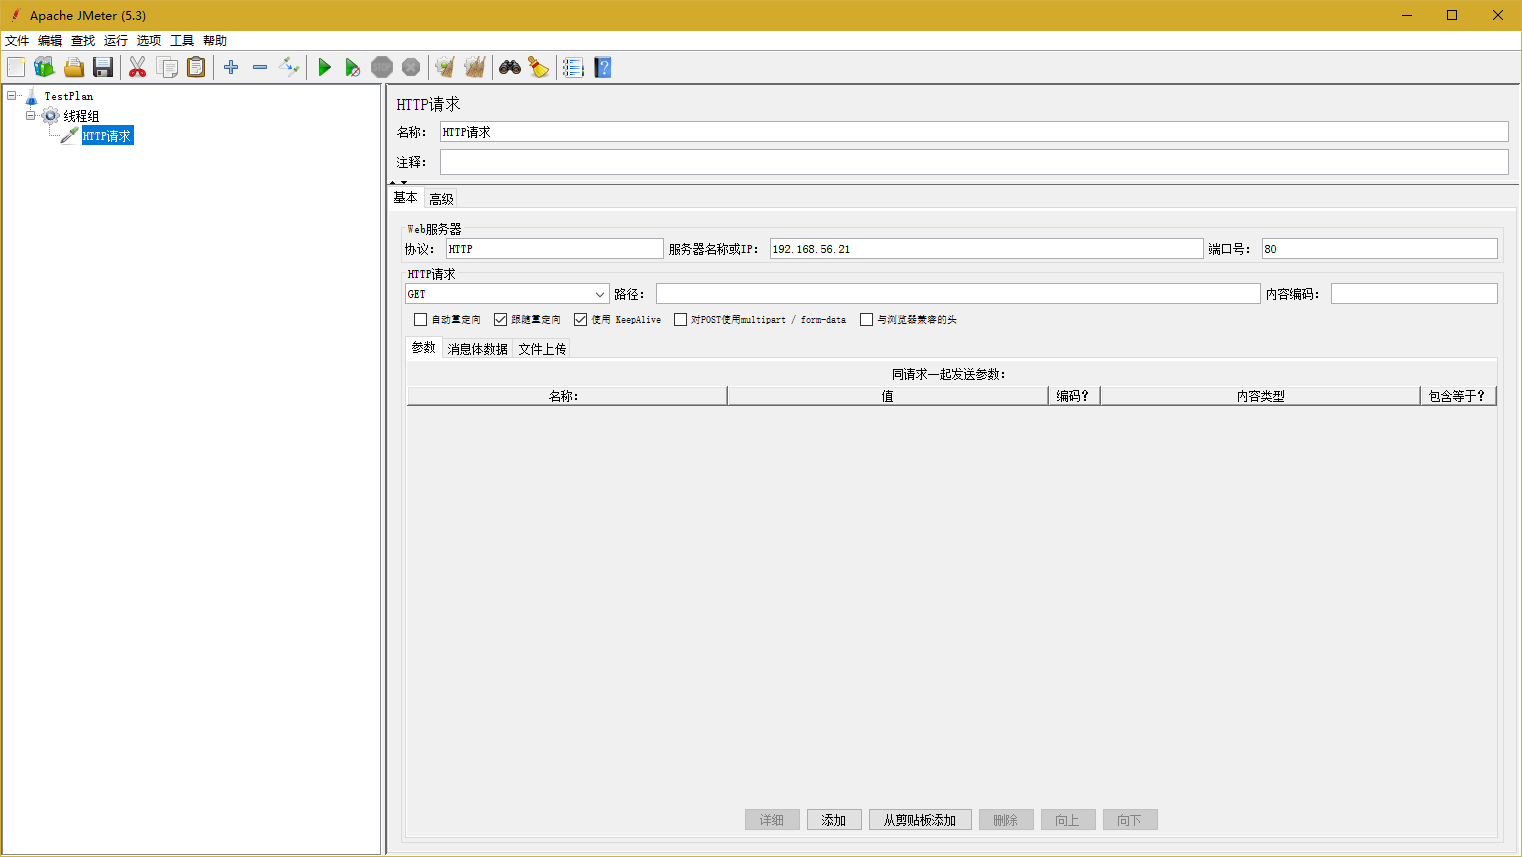 Apache JMeter (5.3)
文件 编辑 查找 运行 选项 工具 帮助
STOP
TestPlan
线程组
HTTP请求
HTTP请求
名称： HTTP请求
注释：
基本 高级
Web服务器
协议： HTTP 服务器名称或IP： 192.168.56.21 端口号： 80
HTTP请求
GET 路径： 内容编码：
自动重定向 跟随重定向 使用 KeepAlive 对POST使用multipart / form-data 与浏览器兼容的头
参数 消息体数据 文件上传
同请求一起发送参数：
名称： 值 编码？ 内容类型 包含等于？
详细 添加 从剪贴板添加 删除 向上 向下